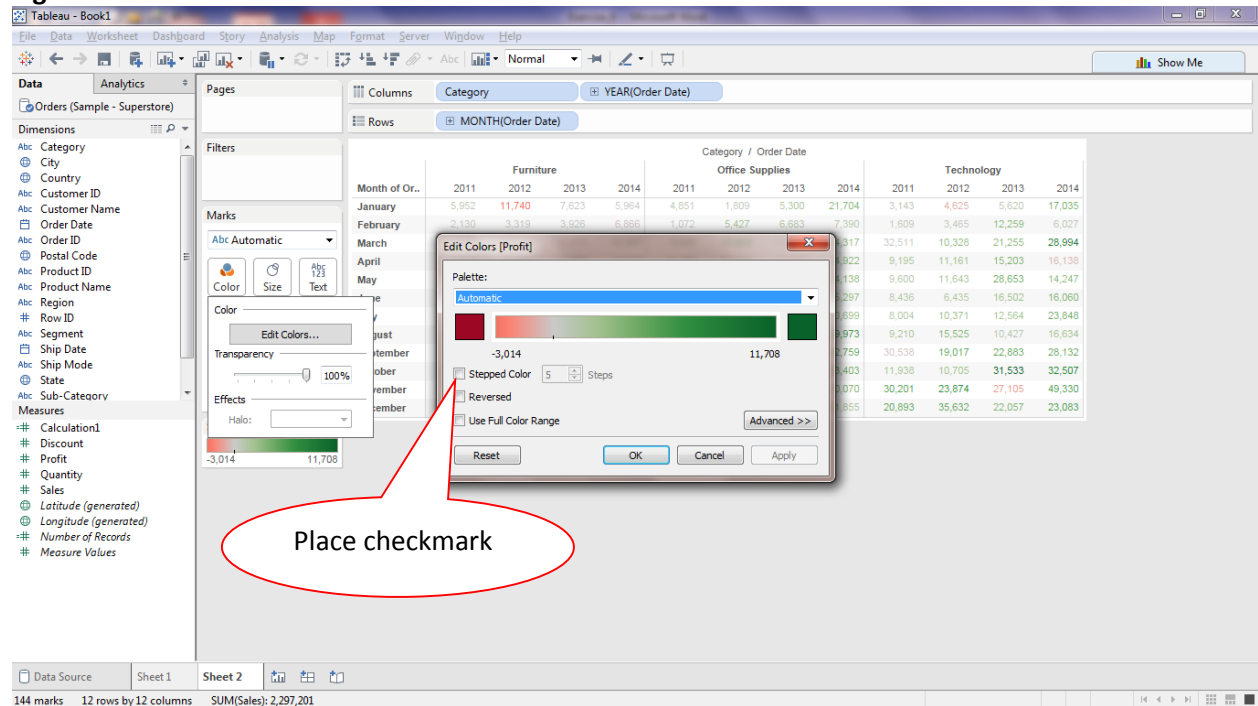 Tableau - Book1
File Data Worksheet Dashboard Story Analysis Map Format Server Window Help
Abc Normal Show Me
Data Analytics
Orders (Sample - Superstore)
Dimensions
Abc Category
City
Country
Abc Customer ID
Abc Customer Name
Order Date
Abc Order ID
Postal Code
Abc Product ID
Abc Product Name
Abc Region
# Row ID
Abc Segment
Ship Date
Abc Ship Mode
State
Abc Sub-Category
Measures
=# Calculation1
# Discount
# Profit
# Quantity
# Sales
Latitude (generated)
Longitude (generated)
=# Number of Records
# Measure Values
Pages
Filters
Marks
Abc Automatic
Color Size Abc 123 Text
Color
Edit Colors...
Transparency
100%
Effects
Halo:
-3,014 11,708
Columns Category YEAR(Order Date)
Rows MONTH(Order Date)
Category / Order Date
Furniture Office Supplies Technology
Month of Or.. 2011 2012 2013 2014 2011 2012 2013 2014 2011 2012 2013 2014
January 5,952 11,740 7,623 5,964 4,851 1,809 5,300 21,704 3,143 4,625 5,620 17,035
February 2,130 3,319 3,926 6,866 1,072 5,427 6,683 7,390 1,609 3,465 12,259 6,027
March 32,511 10,328 21,255 28,994
April 9,195 11,161 15,203 16,138
May 9,600 11,643 28,653 14,247
8,436 6,435 16,502 16,060
8,004 10,371 12,564 23,848
9,210 15,525 10,427 16,634
30,538 19,017 22,883 28,132
11,938 10,705 31,533 32,507
30,201 23,874 27,105 49,330
20,893 35,632 22,057 23,083
Edit Colors [Profit]
Palette:
Automatic
-3,014 11,708
Stepped Color 5 Steps
Reversed
Use Full Color Range Advanced >>
Reset OK Cancel Apply
Place checkmark
Data Source Sheet 1 Sheet 2
144 marks 12 rows by 12 columns SUM(Sales): 2,297,201